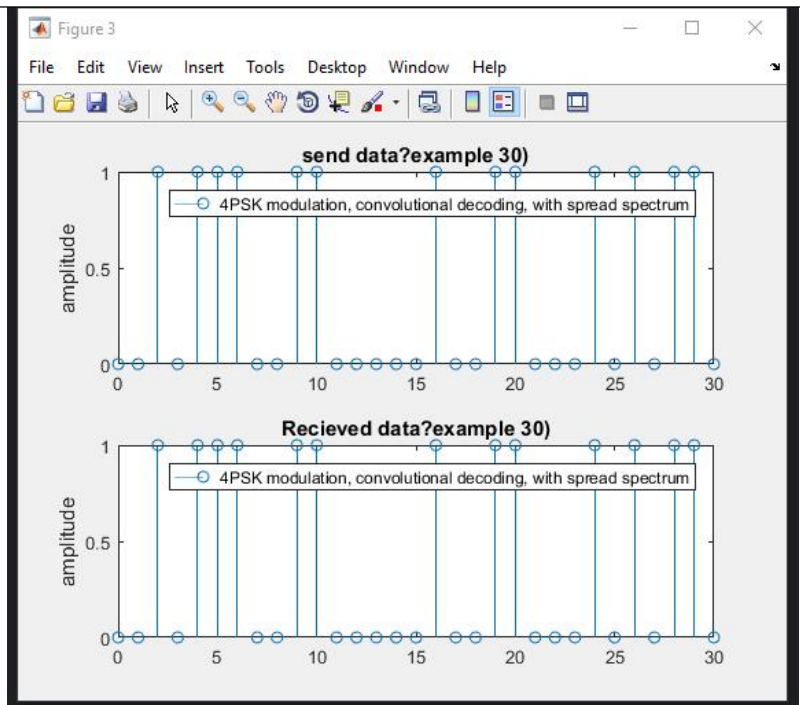 Figure 3
File Edit View Insert Tools Desktop Window Help
send data?example 30)
1
4PSK modulation, convolutional decoding, with spread spectrum
amplitude
0.5
0
0 5 10 15 20 25 30
Recieved data?example 30)
1
4PSK modulation, convolutional decoding, with spread spectrum
amplitude
0.5
0
0 5 10 15 20 25 30